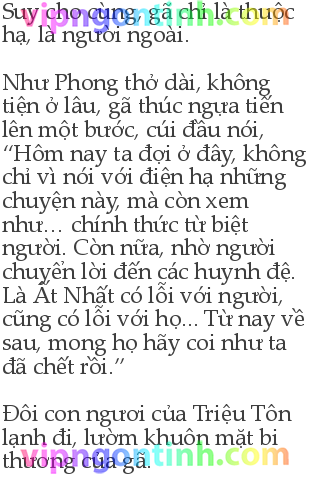 Suy cho cùng, gã chỉ là thuộc
hạ, là người ngoài.
Như Phong thở dài, không
tiện ở lâu, gã thúc ngựa tiến
lên một bước, cúi đầu nói,
“Hôm nay ta đợi ở đây, không
chỉ vì nói với điện hạ những
chuyện này, mà còn xem
như... chính thức từ biệt
người. Còn nữa, nhờ người
chuyển lời đến các huynh đệ.
Là Ất Nhất có lỗi với người,
cũng có lỗi với họ... Từ nay về
sau, mong họ hãy coi như ta
đã chết rồi.”
Đôi con ngươi của Triệu Tôn
lạnh đi, lườm khuôn mặt bi
thương của gã.
vipngontinh.com
vipngontinh.com